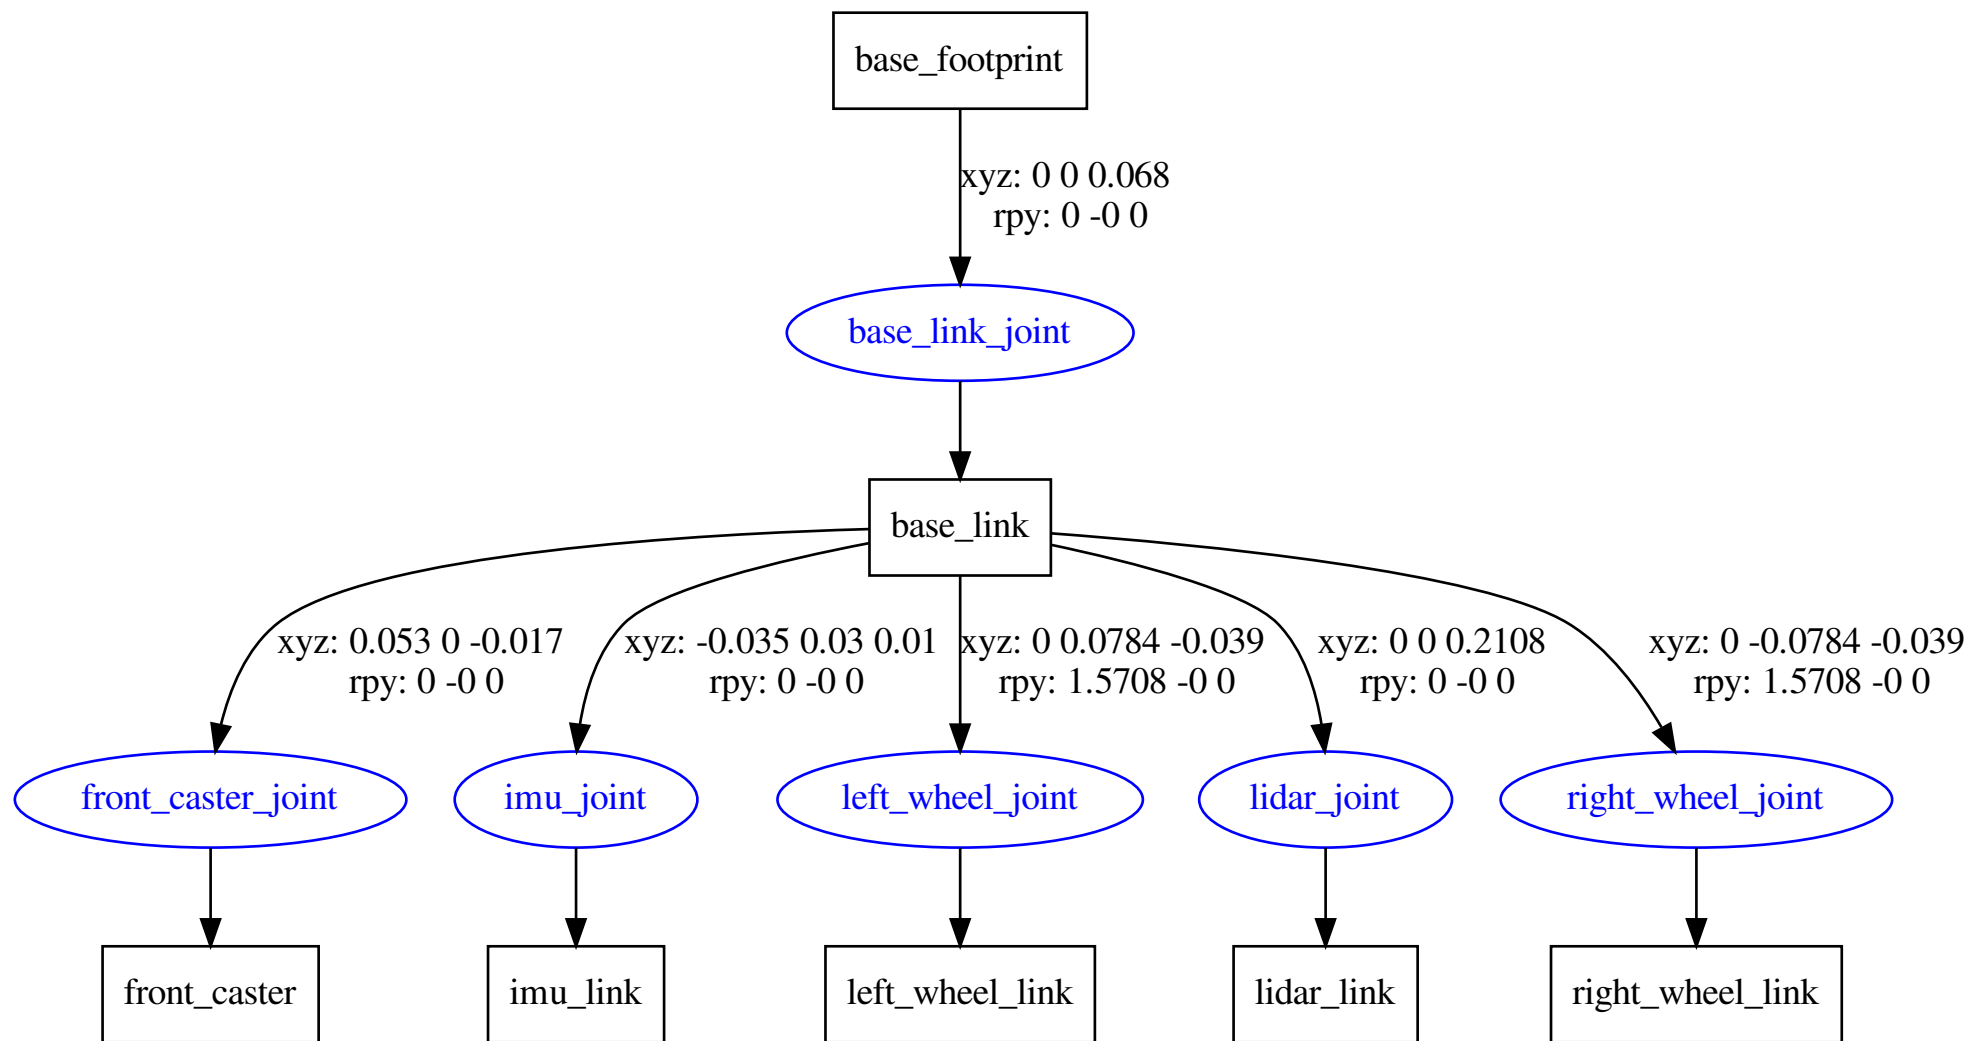 base_footprint
xyz: 0 0 0.068
rpy: 0 -0 0
base_link_joint
base_link
xyz: 0.053 0 -0.017
rpy: 0 -0 0
xyz: -0.035 0.03 0.01
rpy: 0 -0 0
xyz: 0 0.0784 -0.039
rpy: 1.5708 -0 0
xyz: 0 0 0.2108
rpy: 0 -0 0
xyz: 0 -0.0784 -0.039
rpy: 1.5708 -0 0
front_caster_joint
imu_joint
left_wheel_joint
lidar_joint
right_wheel_joint
front_caster
imu_link
left_wheel_link
lidar_link
right_wheel_link